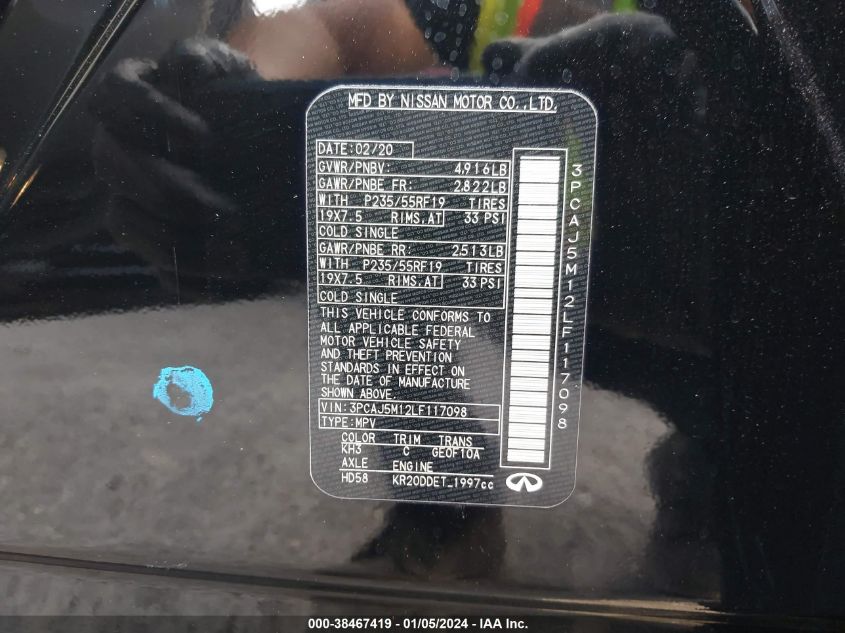 MFD BY NISSAN MOTOR CO.,LTD.
DATE:02/20
GVWR/PNBV: 4,916LB
GAWR/PNBE FR: 2,822LB
WITH P235/55RF19 TIRES
19X7.5 RIMS,AT 33 PSI
COLD SINGLE
GAWR/PNBE RR: 2,513LB
WITH P235/55RF19 TIRES
19X7.5 RIMS,AT 33 PSI
COLD SINGLE
THIS VEHICLE CONFORMS TO
ALL APPLICABLE FEDERAL
MOTOR VEHICLE SAFETY
AND THEFT PREVENTION
STANDARDS IN EFFECT ON
THE DATE OF MANUFACTURE
SHOWN ABOVE.
VIN:3PCAJ5M12LF117098
TYPE:MPV
COLOR TRIM TRANS
KH3 C GE0F10A
AXLE ENGINE
HD58 KR20DDET_1997cc
3PCAJ5M12LF117098
000-38467419 - 01/05/2024 - IAA Inc.